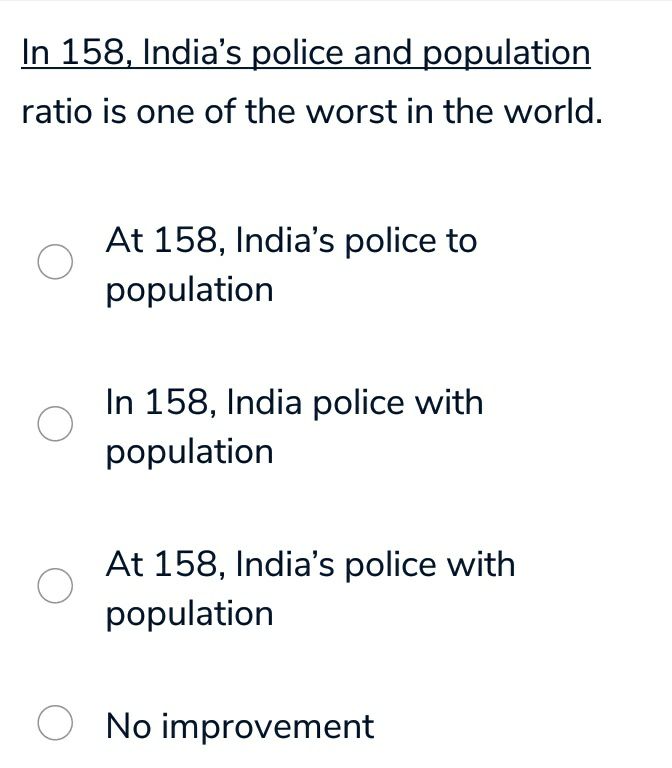 In 158, India’s police and population
ratio is one of the worst in the world.
At 158, India’s police to
population
In 158, India police with
population
At 158, India’s police with
population
No improvement